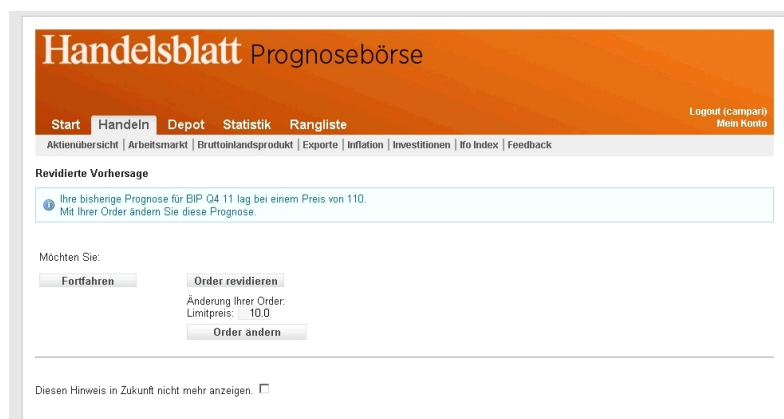 Handelsblatt Prognosebörse
Logout (campari)
Start Handeln Depot Statistik Rangliste
Mein Konto
Aktienübersicht | Arbeitsmarkt | Bruttoinlandsprodukt | Exporte | Inflation | Investitionen | Ifo Index | Feedback
Revidierte Vorhersage
Ihre bisherige Prognose für BIP Q4 11 lag bei einem Preis von 110.
Mit Ihrer Order ändern Sie diese Prognose.
Möchten Sie:
Fortfahren Order revidieren
Änderung Ihrer Order:
Limitpreis: 10.0
Order ändern
Diesen Hinweis in Zukunft nicht mehr anzeigen.